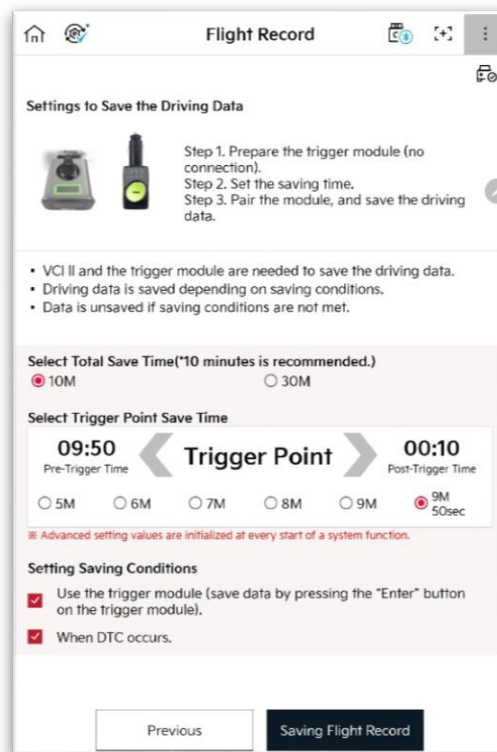 Flight Record
Settings to Save the Driving Data
Step 1. Prepare the trigger module (no
connection).
Step 2. Set the saving time.
Step 3. Pair the module, and save the driving
data.
• VCI II and the trigger module are needed to save the driving data.
• Driving data is saved depending on saving conditions.
• Data is unsaved if saving conditions are not met.
Select Total Save Time(*10 minutes is recommended.)
10M 30M
Select Trigger Point Save Time
09:50 Trigger Point 00:10
Pre-Trigger Time Post-Trigger Time
5M 6M 7M 8M 9M 9M
50sec
※ Advanced setting values are initialized at every start of a system function.
Setting Saving Conditions
Use the trigger module (save data by pressing the "Enter" button
on the trigger module).
When DTC occurs.
Previous Saving Flight Record